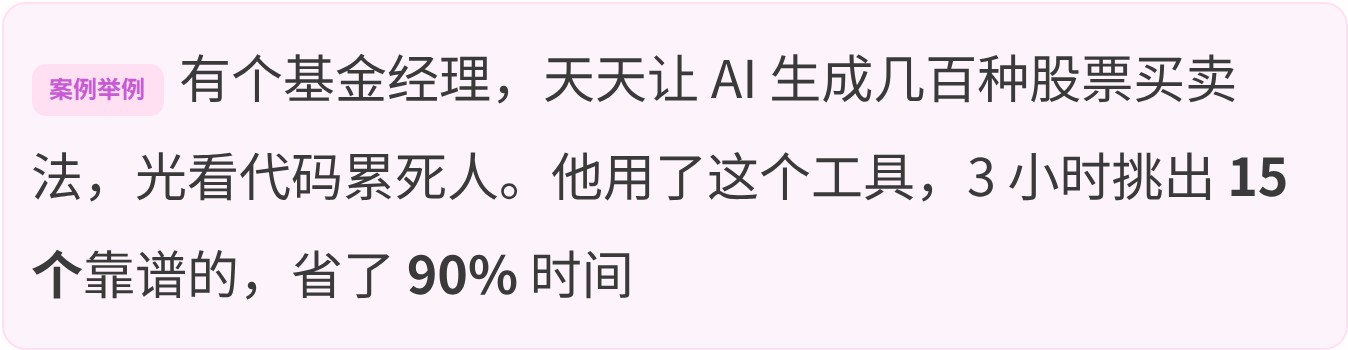 案例举例 有个基金经理，天天让 AI 生成几百种股票买卖
法，光看代码累死人。他用了这个工具，3 小时挑出 15
个靠谱的，省了 90% 时间